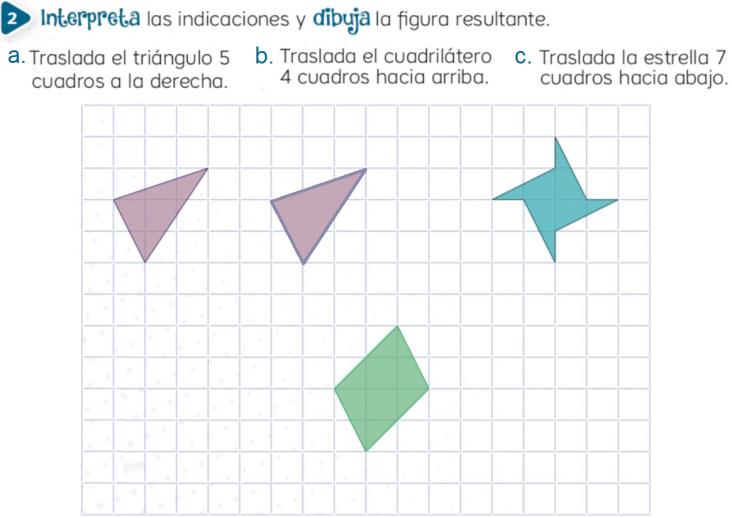 2 Interpreta las indicaciones y dibuja la figura resultante.
a. Traslada el triángulo 5
cuadros a la derecha.
b. Traslada el cuadrilátero
4 cuadros hacia arriba.
c. Traslada la estrella 7
cuadros hacia abajo.